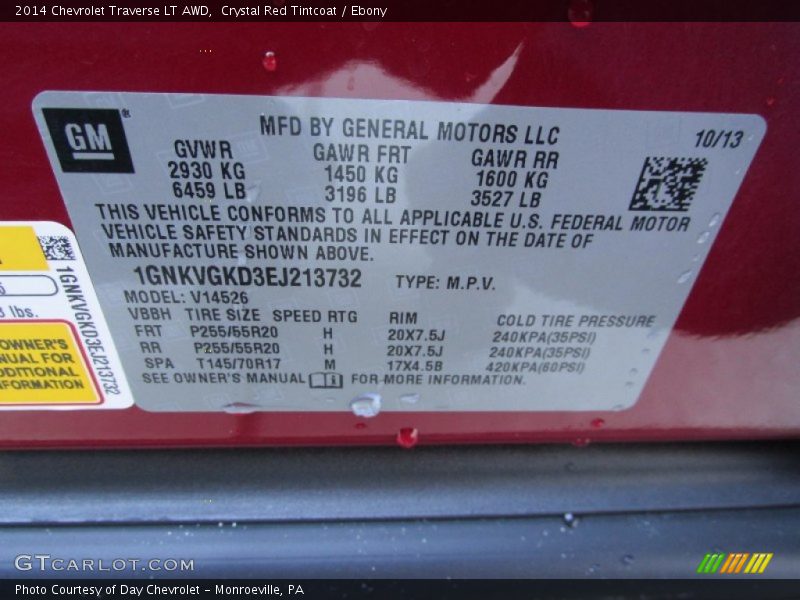 2014 Chevrolet Traverse LT AWD,  Crystal Red Tintcoat / Ebony
GM
MFD BY GENERAL MOTORS LLC
10/13
GVWR GAWR FRT GAWR RR
2930 KG 1450 KG 1600 KG
6459 LB 3196 LB 3527 LB
THIS VEHICLE CONFORMS TO ALL APPLICABLE U.S. FEDERAL MOTOR
VEHICLE SAFETY STANDARDS IN EFFECT ON THE DATE OF
MANUFACTURE SHOWN ABOVE.
1GNKVGKD3EJ213732 TYPE: M.P.V.
MODEL: V14526
VBBH TIRE SIZE SPEED RTG RIM COLD TIRE PRESSURE
FRT P255/55R20 H 20X7.5J 240KPA(35PSI)
RR P255/55R20 H 20X7.5J 240KPA(35PSI)
SPA T145/70R17 M 17X4.5B 420KPA(60PSI)
SEE OWNER'S MANUAL FOR MORE INFORMATION.
lbs.
OWNER'S
FOR
1GNKVGKD3EJ213732
GTCARLOT.COM
Photo Courtesy of Day Chevrolet – Monroeville, PA